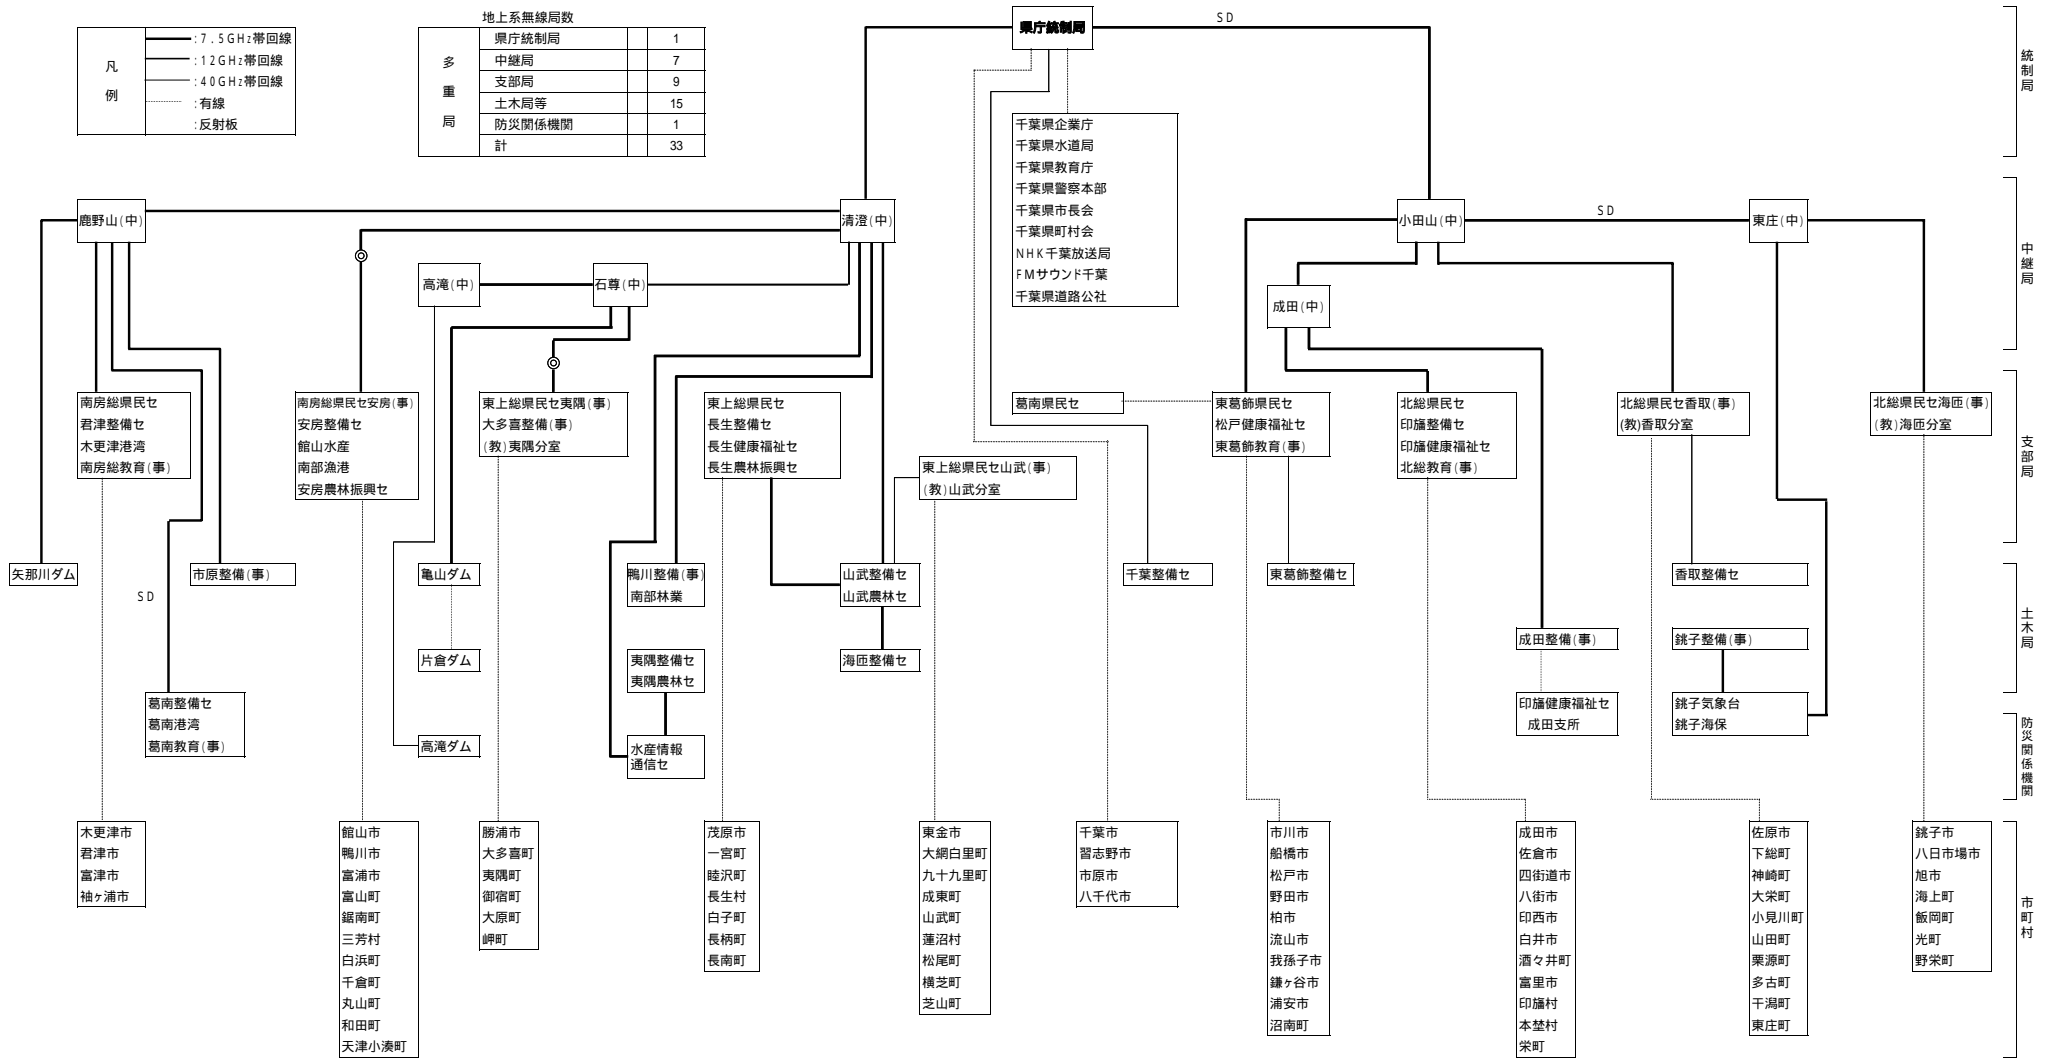 地上系無線局数
凡例
:7.5GHz帯回線
:12GHz帯回線
:40GHz帯回線
:有線
:反射板
多重局
県庁統制局 1
中継局 7
支部局 9
土木局等 15
防災関係機関 1
計 33
県庁統制局
SD
統制局
千葉県企業庁
千葉県水道局
千葉県教育庁
千葉県警察本部
千葉県市長会
千葉県町村会
NHK千葉放送局
FMサウンド千葉
千葉県道路公社
鹿野山(中)
清澄(中)
小田山(中)
SD
東庄(中)
高滝(中)
石尊(中)
成田(中)
中継局
南房総県民セ
君津整備セ
木更津港湾
南房総教育(事)
南房総県民セ安房(事)
安房整備セ
館山水産
南部漁港
安房農林振興セ
東上総県民セ夷隅(事)
大多喜整備(事)
(教)夷隅分室
東上総県民セ
長生整備セ
長生健康福祉セ
長生農林振興セ
東上総県民セ山武(事)
(教)山武分室
葛南県民セ
東葛飾県民セ
松戸健康福祉セ
東葛飾教育(事)
北総県民セ
印旛整備セ
印旛健康福祉セ
北総教育(事)
北総県民セ香取(事)
(教)香取分室
北総県民セ海匝(事)
(教)海匝分室
支部局
矢那川ダム
SD
市原整備(事)
亀山ダム
鴨川整備(事)
南部林業
山武整備セ
山武農林セ
千葉整備セ
東葛飾整備セ
香取整備セ
成田整備(事)
銚子整備(事)
片倉ダム
夷隅整備セ
夷隅農林セ
海匝整備セ
土木局
葛南整備セ
葛南港湾
葛南教育(事)
高滝ダム
水産情報
通信セ
印旛健康福祉セ
成田支所
銚子気象台
銚子海保
防災関係機関
木更津市
君津市
富津市
袖ヶ浦市
館山市
鴨川市
富浦市
富山町
鋸南町
三芳村
白浜町
千倉町
丸山町
和田町
天津小湊町
勝浦市
大多喜町
夷隅町
御宿町
大原町
岬町
茂原市
一宮町
睦沢町
長生村
白子町
長柄町
長南町
東金市
大網白里町
九十九里町
成東町
山武町
蓮沼村
松尾町
横芝町
芝山町
千葉市
習志野市
市原市
八千代市
市川市
船橋市
松戸市
野田市
柏市
流山市
我孫子市
鎌ヶ谷市
浦安市
沼南町
成田市
佐倉市
四街道市
八街市
印西市
白井市
酒々井町
富里市
印旛村
本埜村
栄町
佐原市
下総町
神崎町
大栄町
小見川町
山田町
栗源町
多古町
干潟町
東庄町
銚子市
八日市場市
旭市
海上町
飯岡町
光町
野栄町
市町村